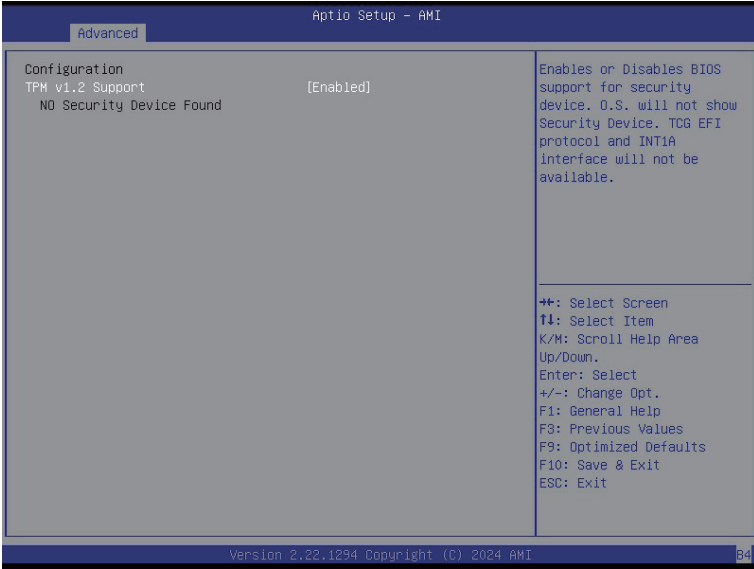 Aptio Setup – AMI
Advanced
Configuration
TPM v1.2 Support [Enabled]
NO Security Device Found
Enables or Disables BIOS
support for security
device. O.S. will not show
Security Device. TCG EFI
protocol and INT1A
interface will not be
available.
→←: Select Screen
↑↓: Select Item
K/M: Scroll Help Area
Up/Down.
Enter: Select
+/-: Change Opt.
F1: General Help
F3: Previous Values
F9: Optimized Defaults
F10: Save & Exit
ESC: Exit
Version 2.22.1294 Copyright (C) 2024 AMI
B4